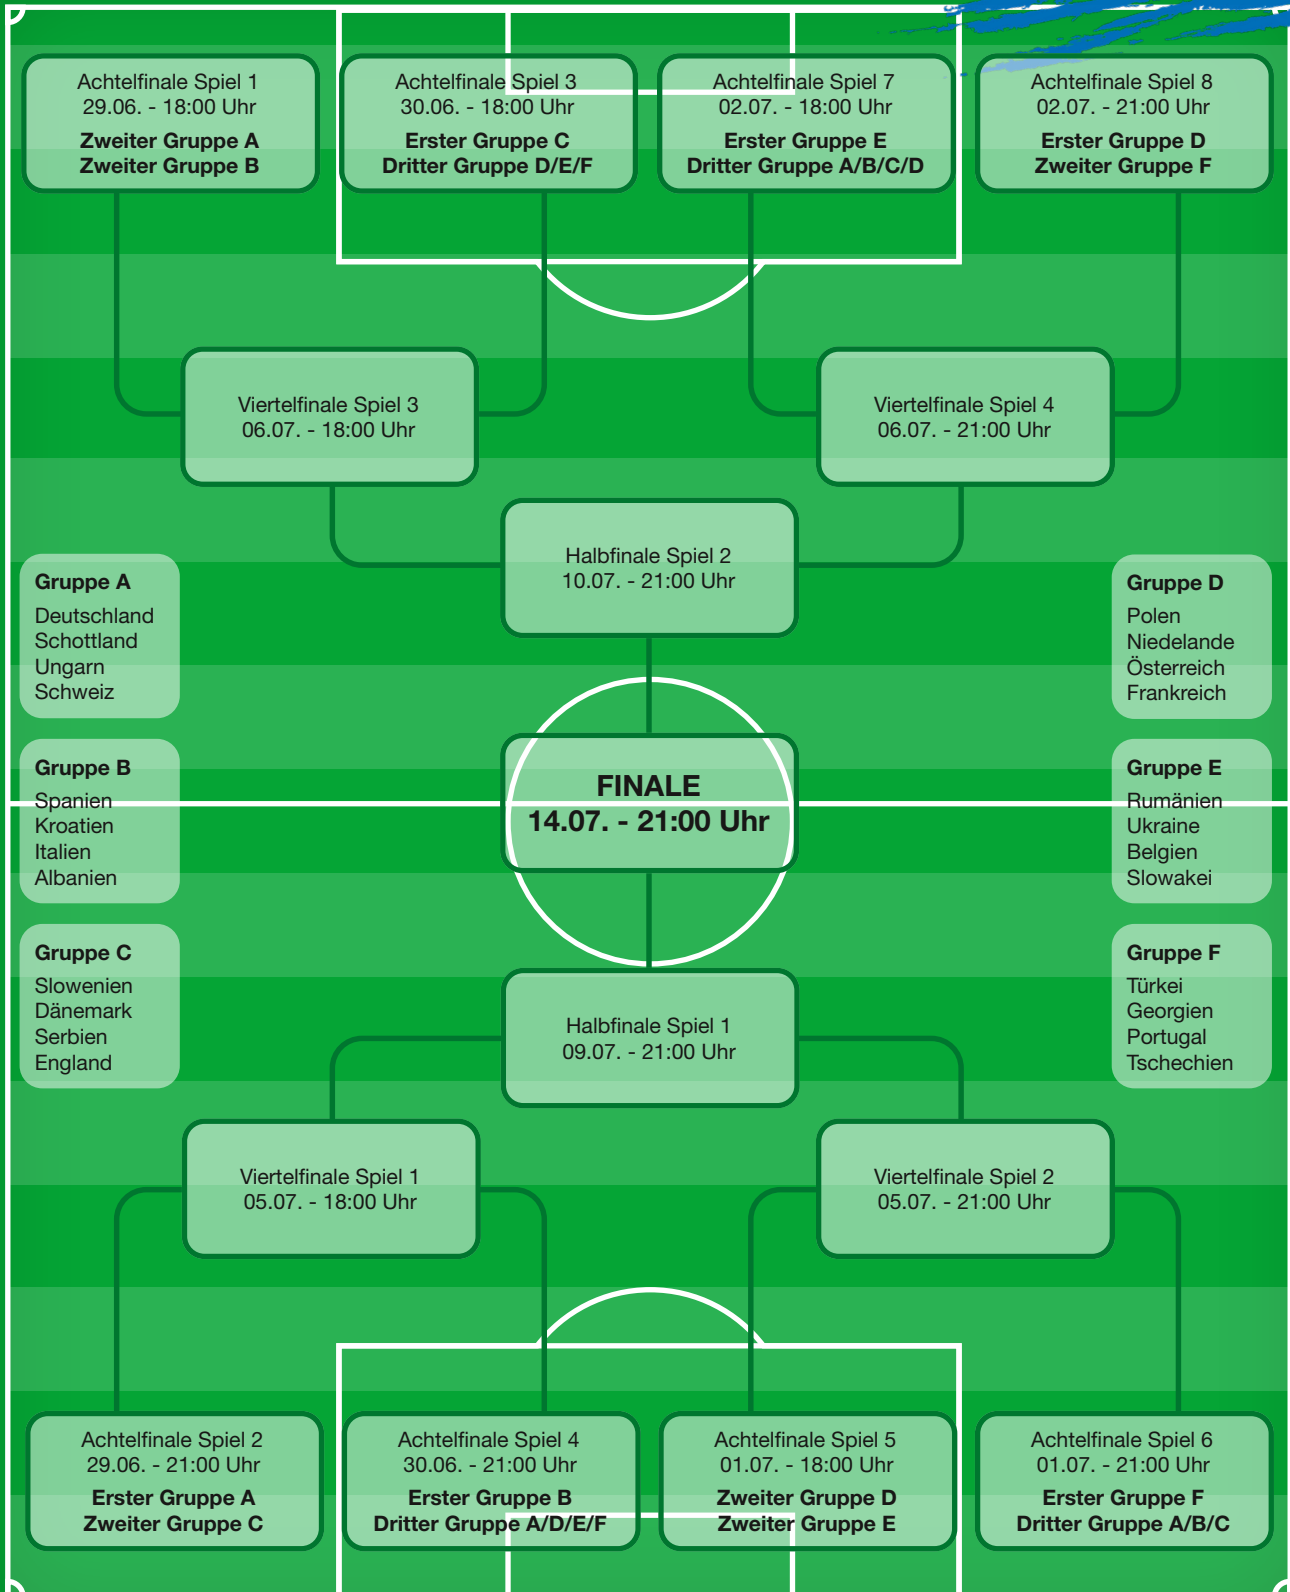 Achtelfinale Spiel 1
29.06. - 18:00 Uhr
Zweiter Gruppe A
Zweiter Gruppe B
Achtelfinale Spiel 3
30.06. - 18:00 Uhr
Erster Gruppe C
Dritter Gruppe D/E/F
Achtelfinale Spiel 7
02.07. - 18:00 Uhr
Erster Gruppe E
Dritter Gruppe A/B/C/D
Achtelfinale Spiel 8
02.07. - 21:00 Uhr
Erster Gruppe D
Zweiter Gruppe F
Viertelfinale Spiel 3
06.07. - 18:00 Uhr
Viertelfinale Spiel 4
06.07. - 21:00 Uhr
Halbfinale Spiel 2
10.07. - 21:00 Uhr
Gruppe A
Deutschland
Schottland
Ungarn
Schweiz
Gruppe B
Spanien
Kroatien
Italien
Albanien
Gruppe C
Slowenien
Dänemark
Serbien
England
FINALE
14.07. - 21:00 Uhr
Gruppe D
Polen
Niedelande
Österreich
Frankreich
Gruppe E
Rumänien
Ukraine
Belgien
Slowakei
Gruppe F
Türkei
Georgien
Portugal
Tschechien
Halbfinale Spiel 1
09.07. - 21:00 Uhr
Viertelfinale Spiel 1
05.07. - 18:00 Uhr
Viertelfinale Spiel 2
05.07. - 21:00 Uhr
Achtelfinale Spiel 2
29.06. - 21:00 Uhr
Erster Gruppe A
Zweiter Gruppe C
Achtelfinale Spiel 4
30.06. - 21:00 Uhr
Erster Gruppe B
Dritter Gruppe A/D/E/F
Achtelfinale Spiel 5
01.07. - 18:00 Uhr
Zweiter Gruppe D
Zweiter Gruppe E
Achtelfinale Spiel 6
01.07. - 21:00 Uhr
Erster Gruppe F
Dritter Gruppe A/B/C